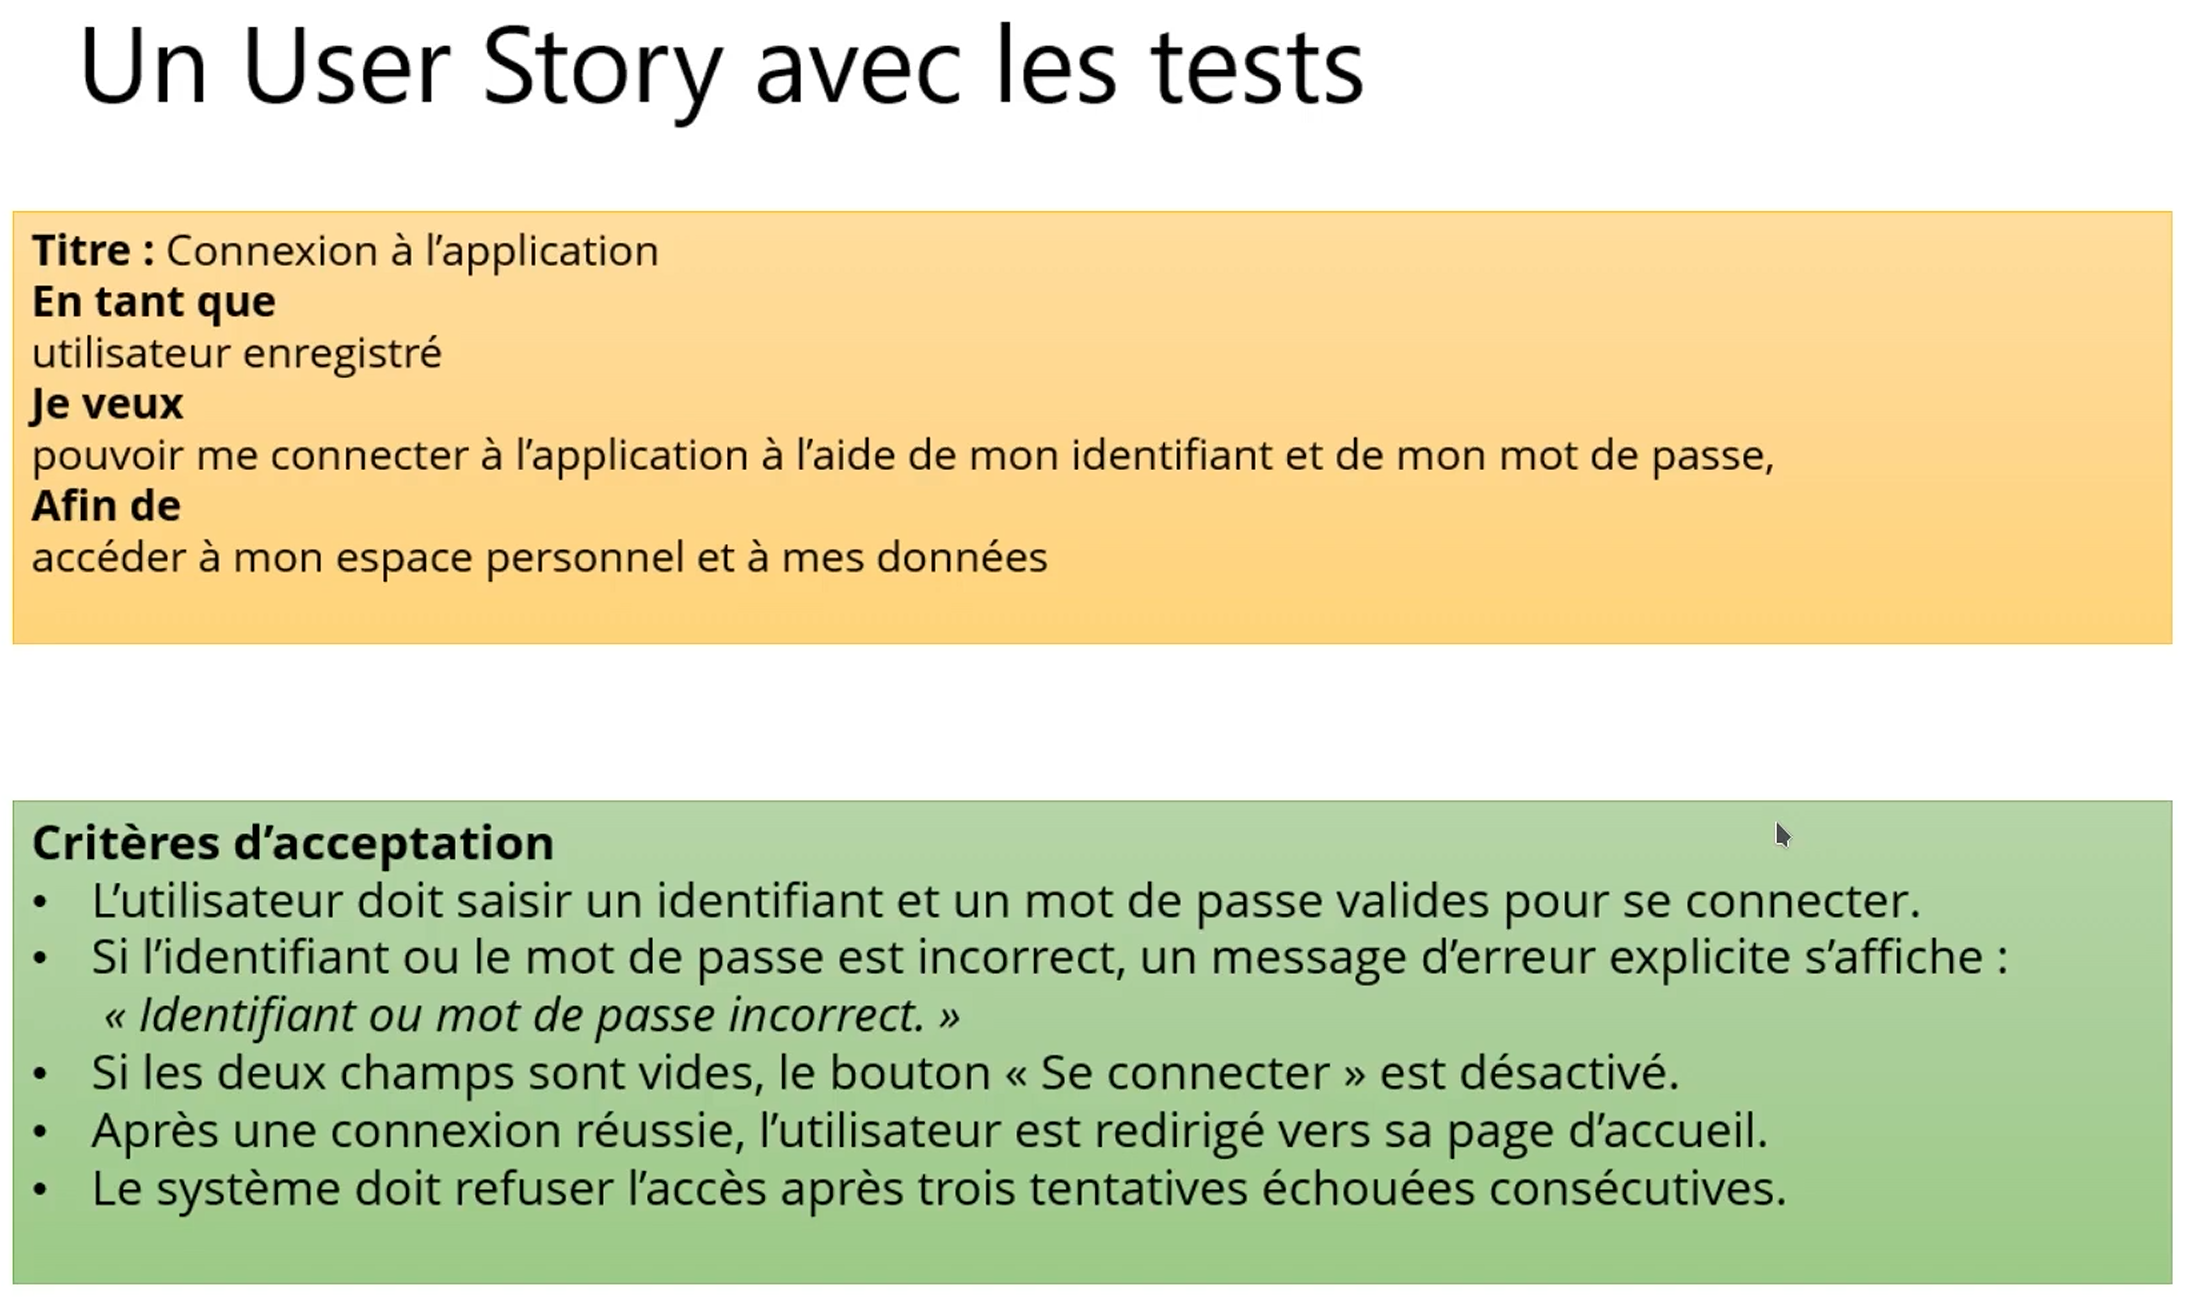 Un User Story avec les tests
Titre : Connexion à l’application
En tant que
utilisateur enregistré
Je veux
pouvoir me connecter à l’application à l’aide de mon identifiant et de mon mot de passe,
Afin de
accéder à mon espace personnel et à mes données
Critères d’acceptation
• L’utilisateur doit saisir un identifiant et un mot de passe valides pour se connecter.
• Si l’identifiant ou le mot de passe est incorrect, un message d’erreur explicite s’affiche :
« Identifiant ou mot de passe incorrect. »
• Si les deux champs sont vides, le bouton « Se connecter » est désactivé.
• Après une connexion réussie, l’utilisateur est redirigé vers sa page d’accueil.
• Le système doit refuser l’accès après trois tentatives échouées consécutives.